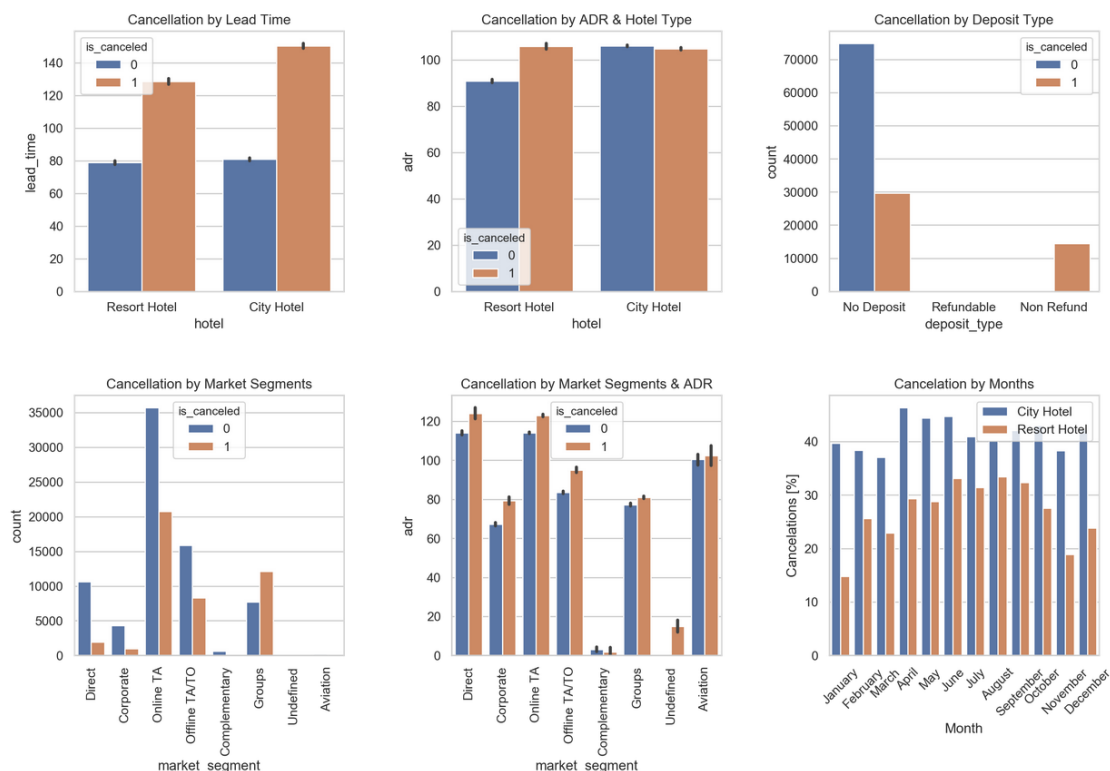 Cancellation by Lead Time
is_canceled
0
1
140
120
100
80
60
40
20
0
lead_time
Resort Hotel City Hotel
hotel
Cancellation by ADR & Hotel Type
100
80
60
40
20
0
adr
is_canceled
0
1
Resort Hotel City Hotel
hotel
Cancellation by Deposit Type
is_canceled
0
1
70000
60000
50000
40000
30000
20000
10000
0
count
No Deposit Refundable Non Refund
deposit_type
Cancellation by Market Segments
is_canceled
0
1
35000
30000
25000
20000
15000
10000
5000
0
count
Direct
Corporate
Online TA
Offline TA/TO
Complementary
Groups
Undefined
Aviation
market_segment
Cancellation by Market Segments & ADR
is_canceled
0
1
120
100
80
60
40
20
0
adr
Direct
Corporate
Online TA
Offline TA/TO
Complementary
Groups
Undefined
Aviation
market_segment
Cancelation by Months
City Hotel
Resort Hotel
40
30
20
10
0
Cancelations [%]
January
February
March
April
May
June
July
August
September
October
November
December
Month